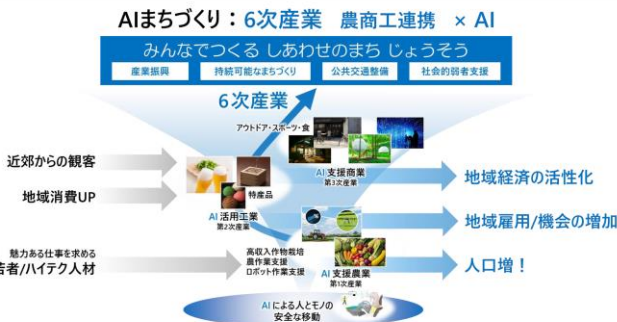 AIまちづくり：6次産業 農商工連携 × AI
みんなでつくる しあわせのまち じょうそう
産業振興
持続可能なまちづくり
公共交通整備
社会的弱者支援
6次産業
アウトドア・スポーツ・食
近郊からの観客
地域消費UP
特産品
AI 活用工業
第2次産業
AI 支援商業
第3次産業
地域経済の活性化
地域雇用/機会の増加
魅力ある仕事を求める
者/ハイテク人材
高収入作物栽培
農作業支援
ロボット作業支援
AI 支援農業
第1次産業
人口増！
AIによる人とモノの
安全な移動